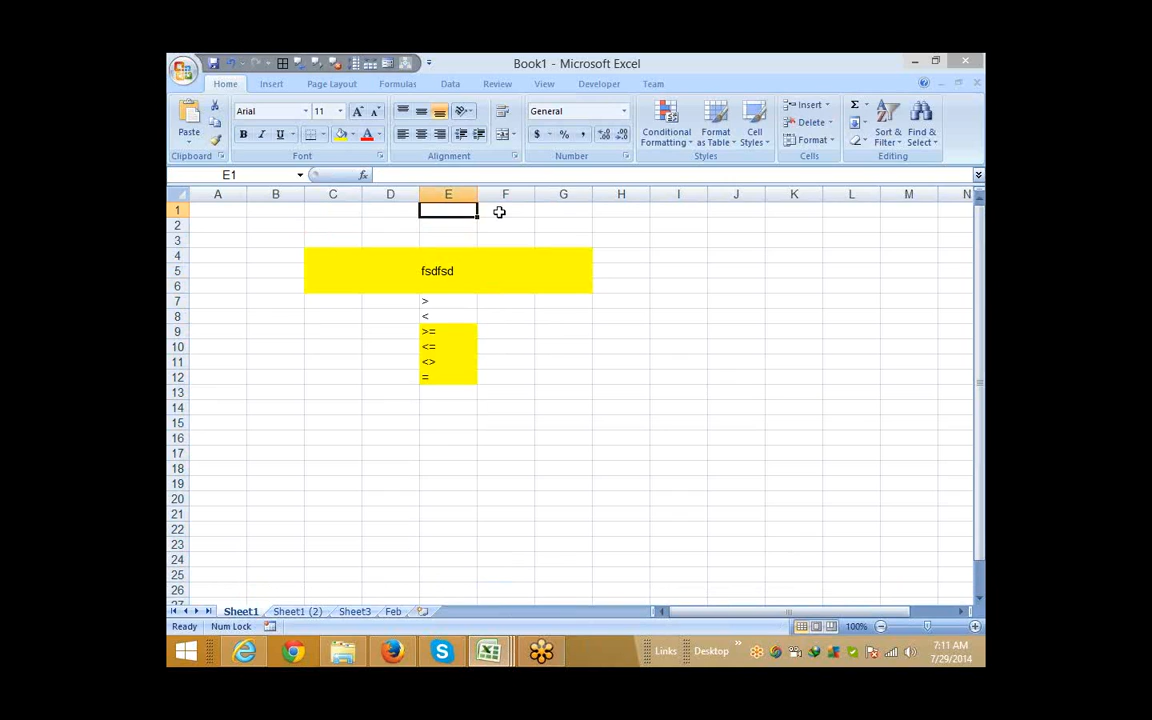 Book1 - Microsoft Excel
Home Insert Page Layout Formulas Data Review View Developer Team
Arial 11 General
Paste B I U $ % , Conditional Formatting Format as Table Cell Styles Insert Delete Format Σ Sort & Filter Find & Select
Clipboard Font Alignment Number Styles Cells Editing
E1 fx
A B C D E F G H I J K L M N
1
2
3
4
5 fsdfsd
6
7 >
8 <
9 >=
10 <=
11 <>
12 =
13
14
15
16
17
18
19
20
21
22
23
24
25
26
27
Sheet1 Sheet1 (2) Sheet3 Feb
Ready Num Lock 100%
Links Desktop » 7:11 AM
7/29/2014